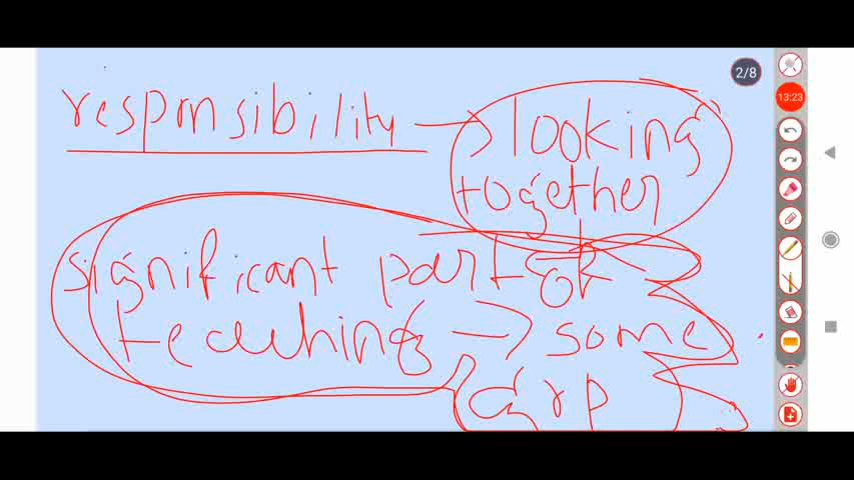 2/8
13:23
responsibility → looking
together
significant part of
teaching → some
grp